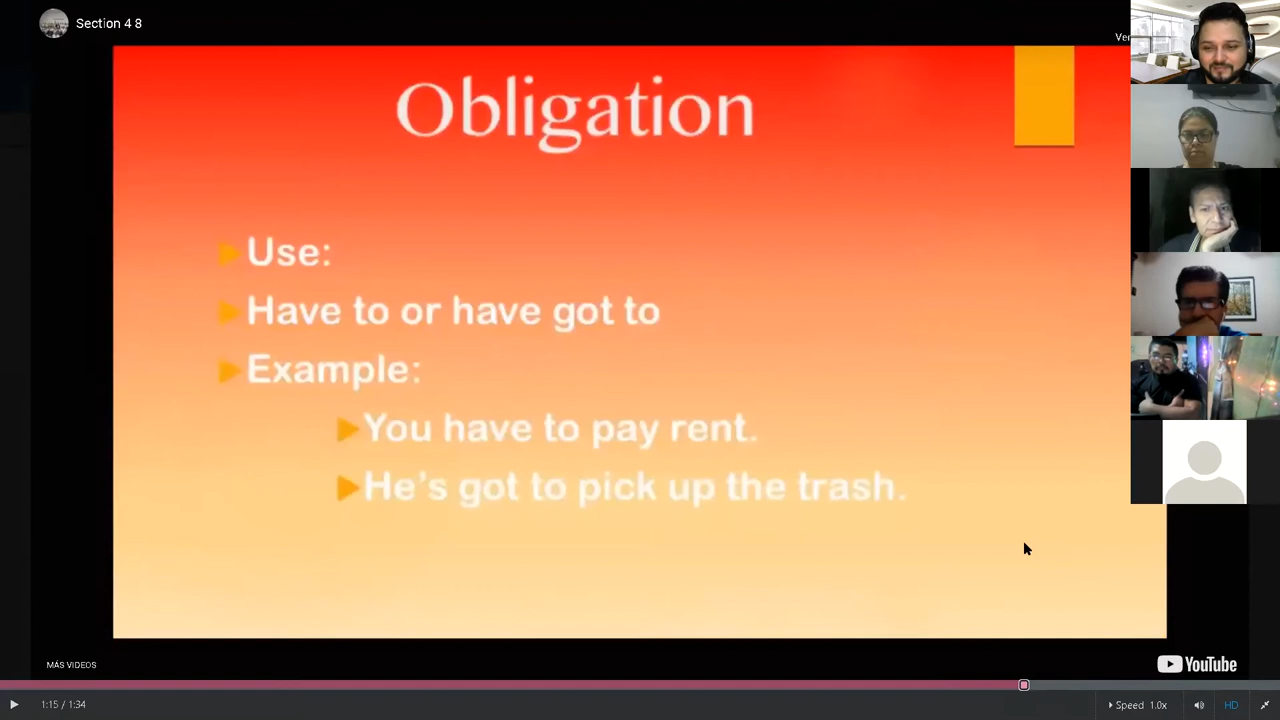 Section 4 8
Ver
Obligation
Use:
Have to or have got to
Example:
You have to pay rent.
He's got to pick up the trash.
MÁS VIDEOS
YouTube
1:15 / 1:34
Speed 1.0x
HD